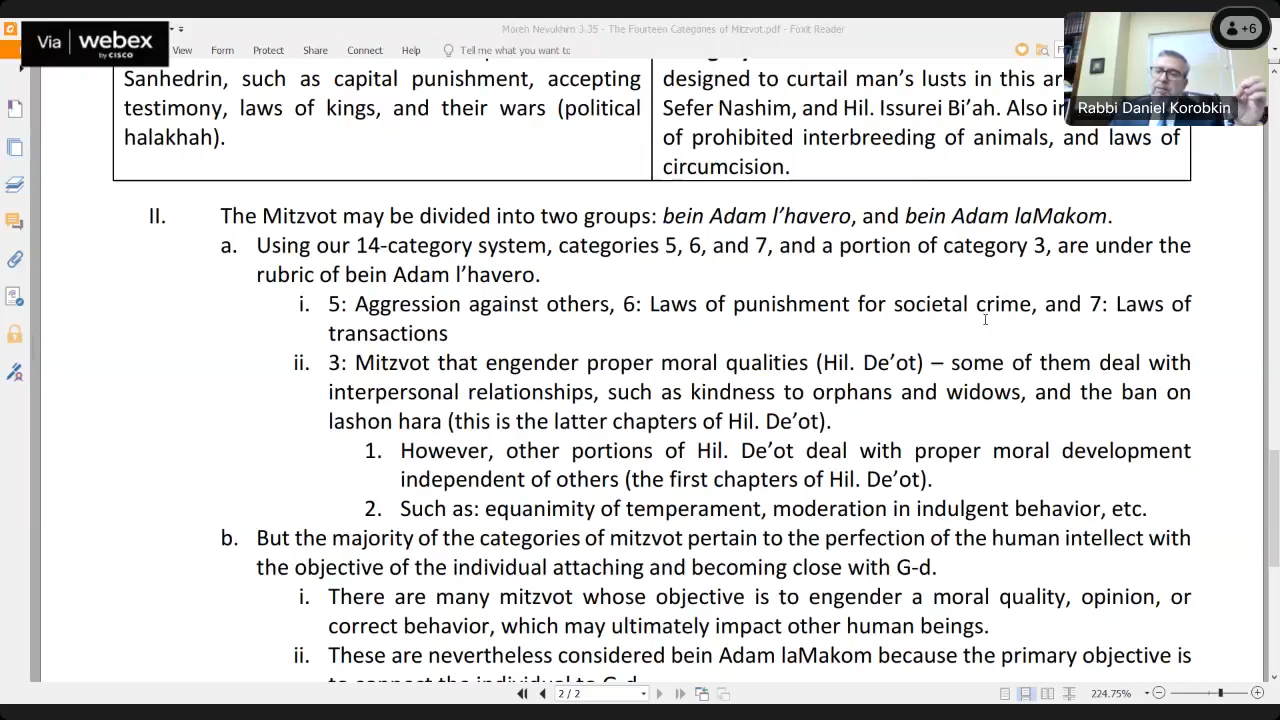 Moreh Nevukhim 3.35 - The Fourteen Categories of Mitzvot.pdf - Foxit Reader
Via webex by CISCO
View Form Protect Share Connect Help Tell me what you want to
+6
Rabbi Daniel Korobkin
Sanhedrin, such as capital punishment, accepting
testimony, laws of kings, and their wars (political
halakhah).
designed to curtail man's lusts in this
Sefer Nashim, and Hil. Issurei Bi'ah. Also
of prohibited interbreeding of animals, and laws of
circumcision.
II. The Mitzvot may be divided into two groups: bein Adam l'havero, and bein Adam laMakom.
a. Using our 14-category system, categories 5, 6, and 7, and a portion of category 3, are under the
rubric of bein Adam l'havero.
i. 5: Aggression against others, 6: Laws of punishment for societal crime, and 7: Laws of
transactions
ii. 3: Mitzvot that engender proper moral qualities (Hil. De'ot) – some of them deal with
interpersonal relationships, such as kindness to orphans and widows, and the ban on
lashon hara (this is the latter chapters of Hil. De'ot).
1. However, other portions of Hil. De'ot deal with proper moral development
independent of others (the first chapters of Hil. De'ot).
2. Such as: equanimity of temperament, moderation in indulgent behavior, etc.
b. But the majority of the categories of mitzvot pertain to the perfection of the human intellect with
the objective of the individual attaching and becoming close with G-d.
i. There are many mitzvot whose objective is to engender a moral quality, opinion, or
correct behavior, which may ultimately impact other human beings.
ii. These are nevertheless considered bein Adam laMakom because the primary objective is
to connect the individual to G-d
2 / 2
224.75%